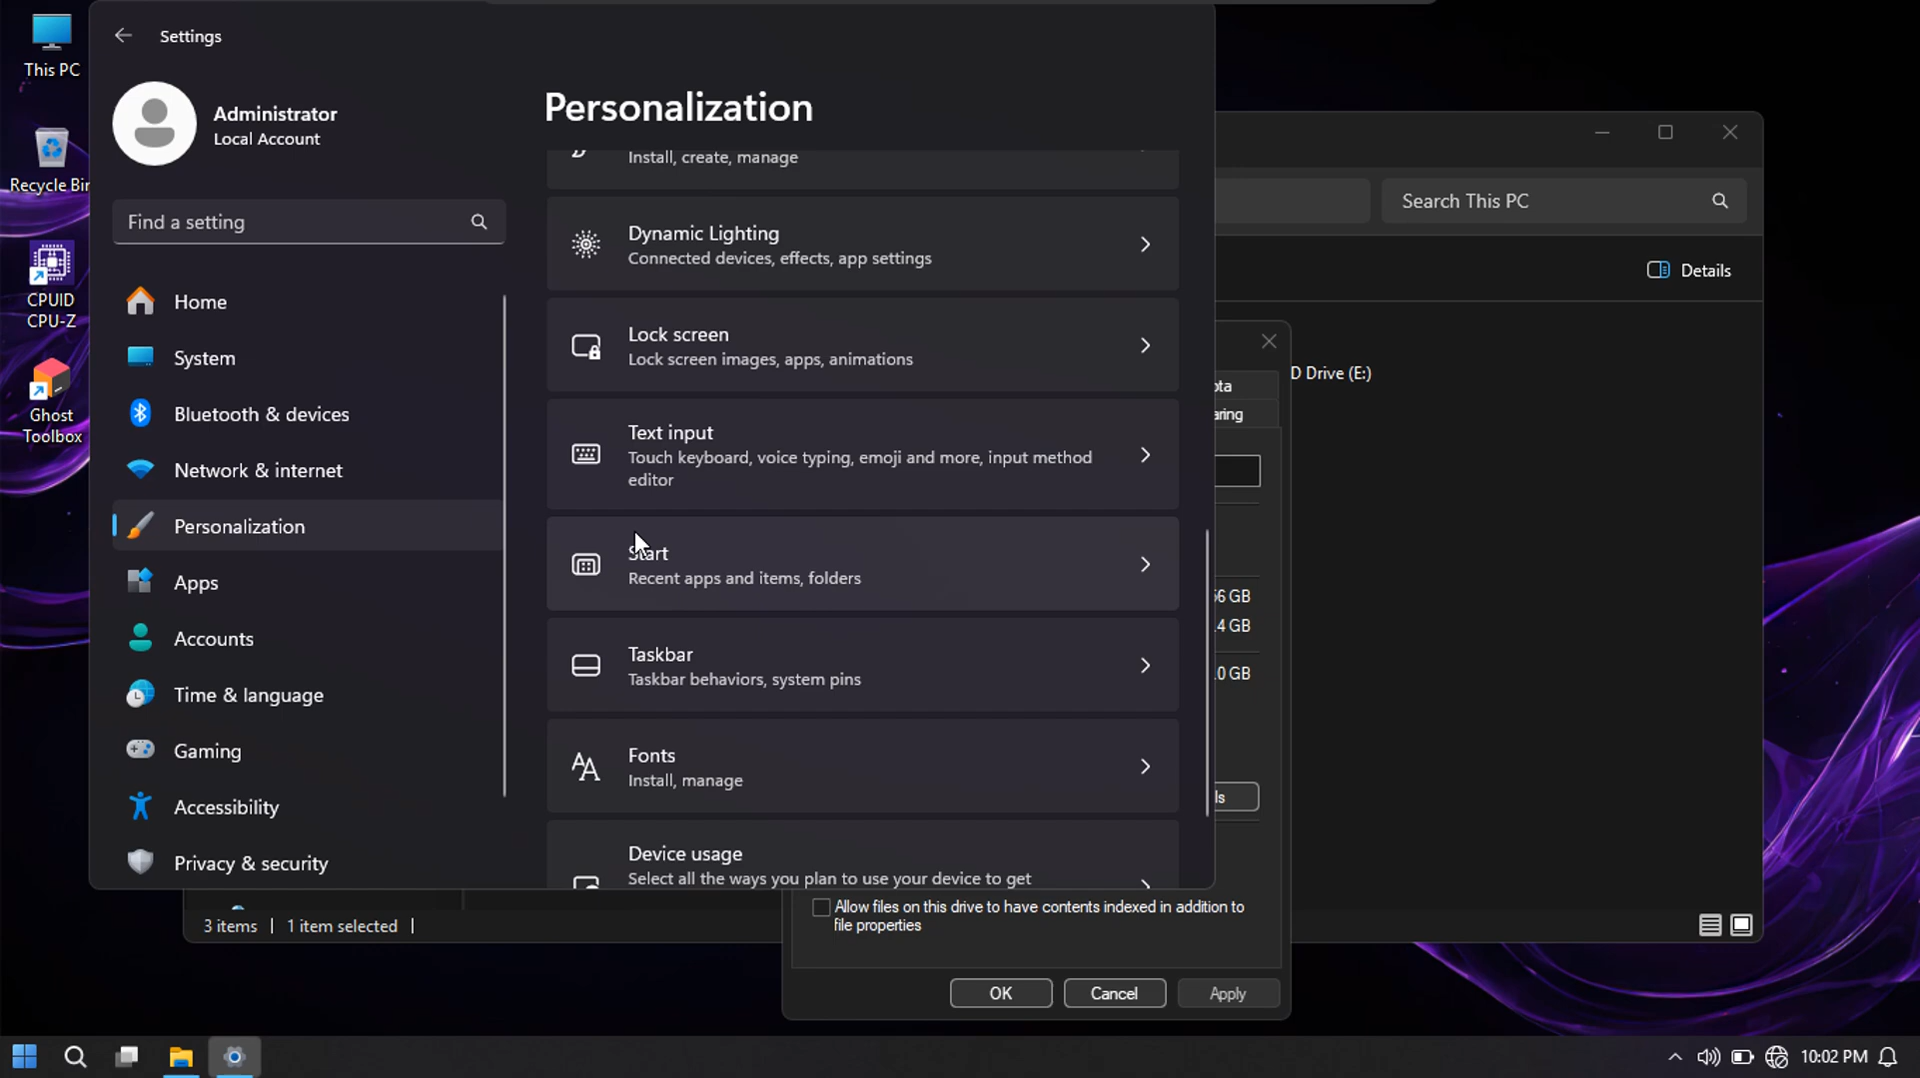 This PC
Recycle Bin
CPUID
CPU-Z
Ghost
Toolbox
Settings
Administrator
Local Account
Find a setting
Home
System
Bluetooth & devices
Network & internet
Personalization
Apps
Accounts
Time & language
Gaming
Accessibility
Privacy & security
Personalization
Install, create, manage
Dynamic Lighting
Connected devices, effects, app settings
Lock screen
Lock screen images, apps, animations
Text input
Touch keyboard, voice typing, emoji and more, input method
editor
Start
Recent apps and items, folders
Taskbar
Taskbar behaviors, system pins
Fonts
Install, manage
Device usage
Select all the ways you plan to use your device to get
Search This PC
Details
D Drive (E:)
GB
GB
GB
Allow files on this drive to have contents indexed in addition to
file properties
OK
Cancel
Apply
3 items
1 item selected
10:02 PM